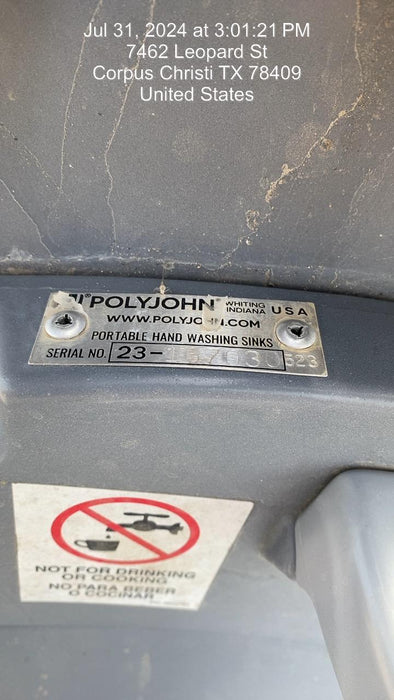 Jul 31, 2024 at 3:01:21 PM
7462 Leopard St
Corpus Christi TX 78409
United States
POLYJOHN® WHITING INDIANA USA
WWW.POLYJOHN.COM
PORTABLE HAND WASHING SINKS
SERIAL NO. 23- 523
NOT FOR DRINKING
OR COOKING
NO PARA BEBER
O COCINAR